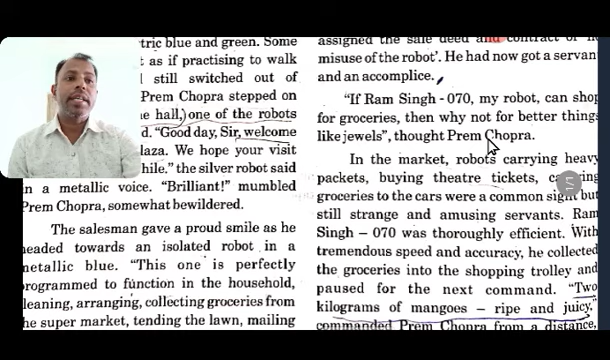 tric blue and green. Some
as if practising to walk
still switched out of
Prem Chopra stepped on
e hall, one of the robots
d. "Good day, Sir, welcome
laza. We hope your visit
hile." the silver robot said
n a metallic voice. "Brilliant!" mumbled
Prem Chopra, somewhat bewildered.
The salesman gave a proud smile as he
headed towards an isolated robot in a
metallic blue. "This one is perfectly
programmed to function in the household,
leaning, arranging, collecting groceries from
he super market, tending the lawn, mailing
assigned the sale deed and contract of
misuse of the robot'. He had now got a servan
and an accomplice.
"If Ram Singh - 070, my robot, can shop
for groceries, then why not for better things
like jewels", thought Prem Chopra.
In the market, robots carrying heavy
packets, buying theatre tickets,
groceries to the cars were a common sight but
still strange and amusing servants. Ram
Singh – 070 was thoroughly efficient. With
tremendous speed and accuracy, he collected
the groceries into the shopping trolley and
paused for the next command. "Two
kilograms of mangoes – ripe and juicy,"
commanded Prem Chopra from a distance.
1/1